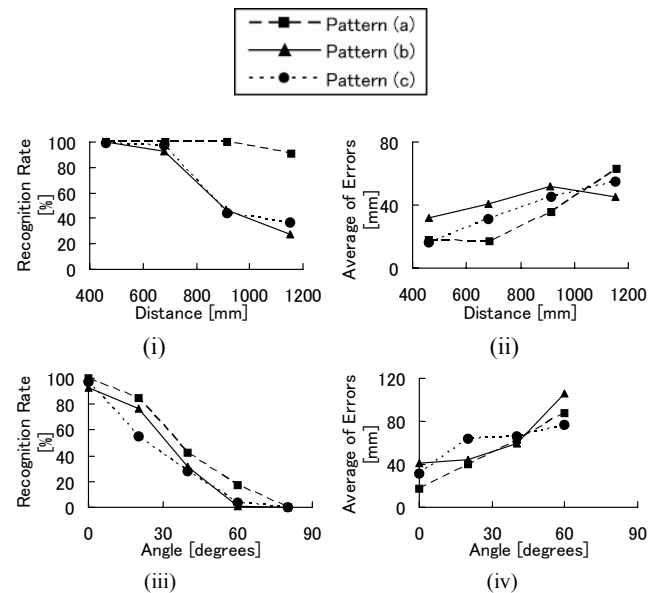 Pattern (a)
Pattern (b)
Pattern (c)
Recognition Rate
[%]
100
80
60
40
20
0
400
600
800
1000
1200
Distance [mm]
(i)
Average of Errors
[mm]
80
40
0
400
600
800
1000
1200
Distance [mm]
(ii)
Recognition Rate
[%]
100
80
60
40
20
0
0
30
60
90
Angle [degrees]
(iii)
Average of Errors
[mm]
120
80
40
0
0
30
60
90
Angle [degrees]
(iv)